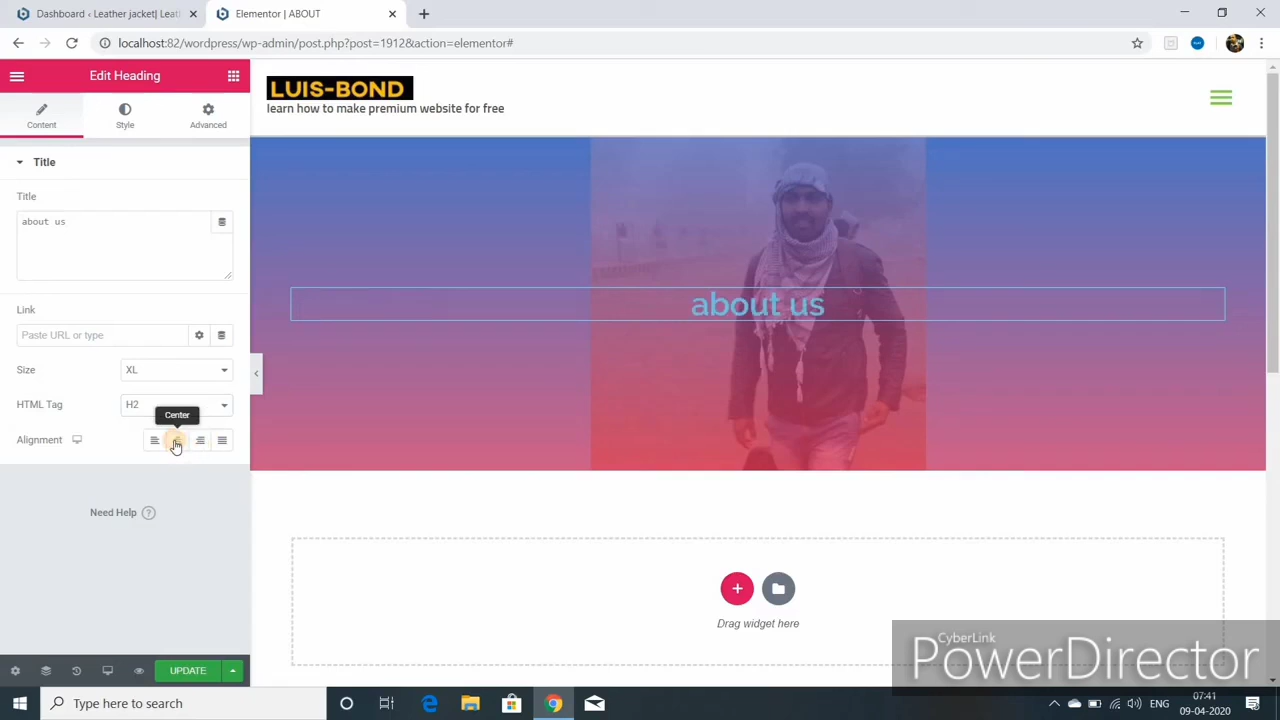 Dashboard ‹ Leather jacket| Leath
Elementor | ABOUT
localhost:82/wordpress/wp-admin/post.php?post=1912&action=elementor#
Edit Heading
Content
Style
Advanced
Title
Title
about us
Link
Paste URL or type
Size
XL
HTML Tag
H2
Center
Alignment
Need Help
?
UPDATE
LUIS-BOND
learn how to make premium website for free
about us
Drag widget here
CyberLink
PowerDirector
Type here to search
ENG
07:41
09-04-2020